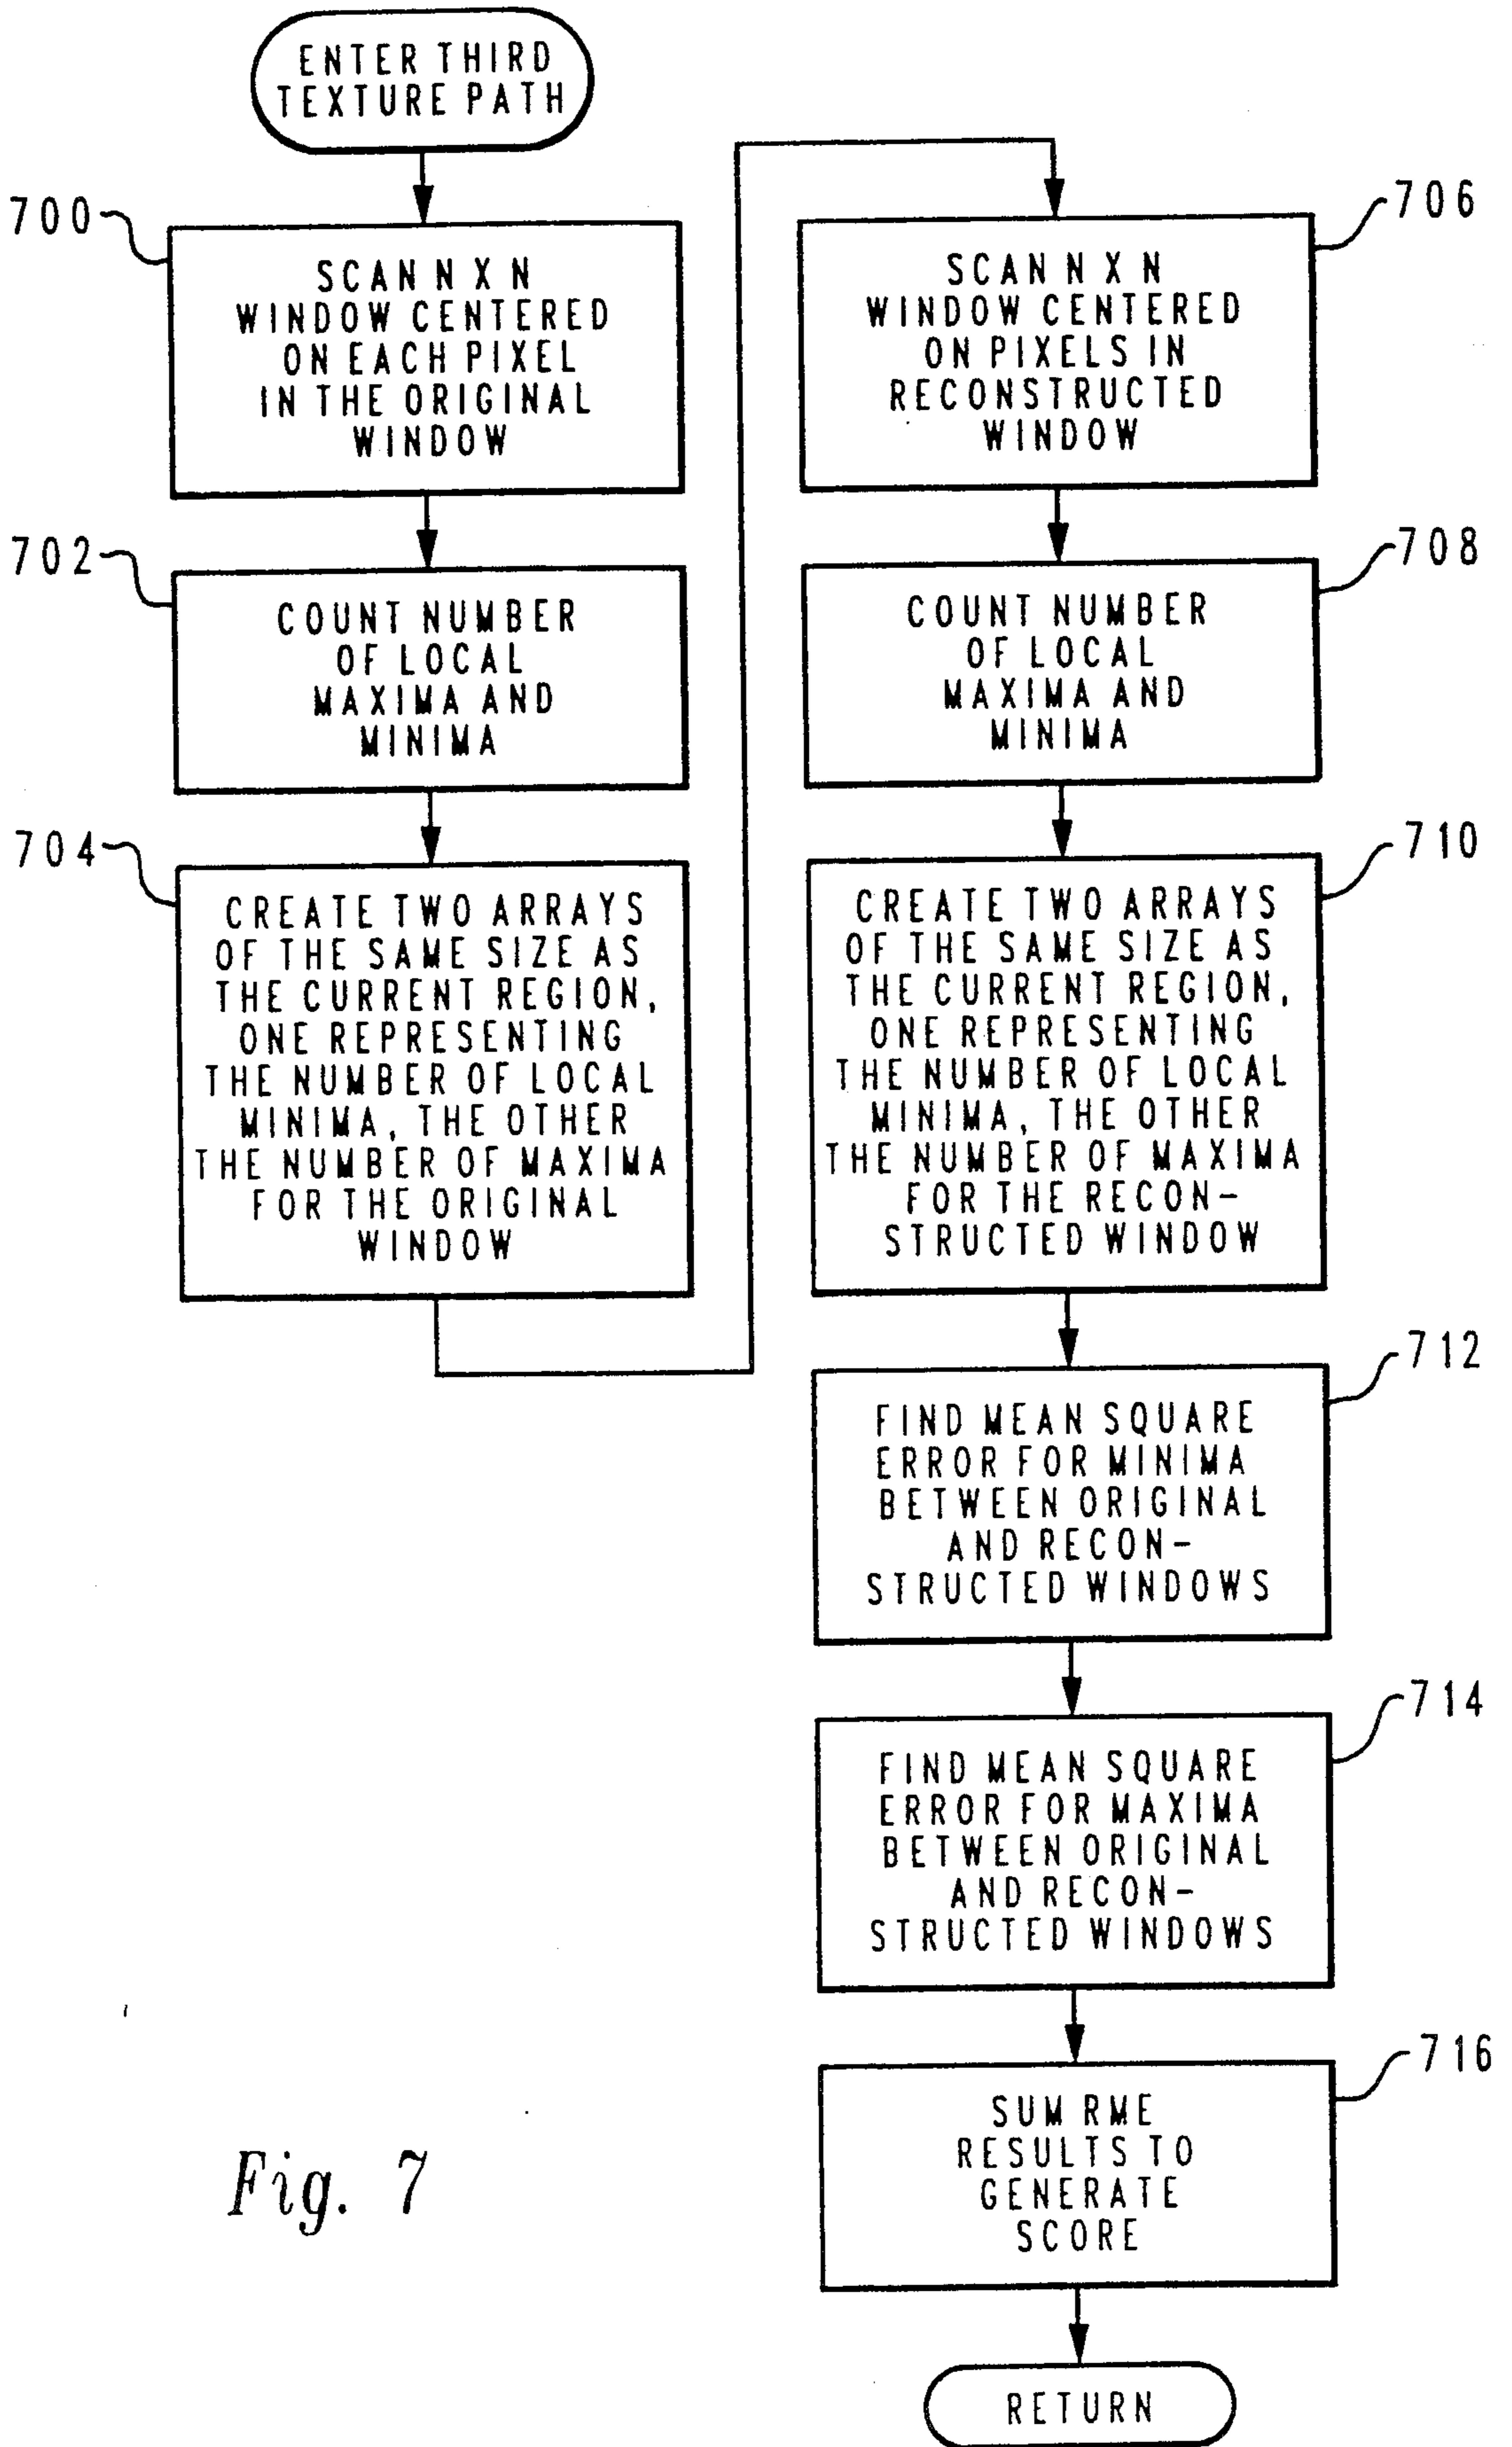 ENTER THIRD
TEXTURE PATH
700
SCAN N X N
WINDOW CENTERED
ON EACH PIXEL
IN THE ORIGINAL
WINDOW
702
COUNT NUMBER
OF LOCAL
MAXIMA AND
MINIMA
704
CREATE TWO ARRAYS
OF THE SAME SIZE AS
THE CURRENT REGION,
ONE REPRESENTING
THE NUMBER OF LOCAL
MINIMA, THE OTHER
THE NUMBER OF MAXIMA
FOR THE ORIGINAL
WINDOW
706
SCAN N X N
WINDOW CENTERED
ON PIXELS IN
RECONSTRUCTED
WINDOW
708
COUNT NUMBER
OF LOCAL
MAXIMA AND
MINIMA
710
CREATE TWO ARRAYS
OF THE SAME SIZE AS
THE CURRENT REGION,
ONE REPRESENTING
THE NUMBER OF LOCAL
MINIMA, THE OTHER
THE NUMBER OF MAXIMA
FOR THE RECON-
STRUCTED WINDOW
712
FIND MEAN SQUARE
ERROR FOR MINIMA
BETWEEN ORIGINAL
AND RECON-
STRUCTED WINDOWS
714
FIND MEAN SQUARE
ERROR FOR MAXIMA
BETWEEN ORIGINAL
AND RECON-
STRUCTED WINDOWS
716
SUM RME
RESULTS TO
GENERATE
SCORE
RETURN
Fig. 7